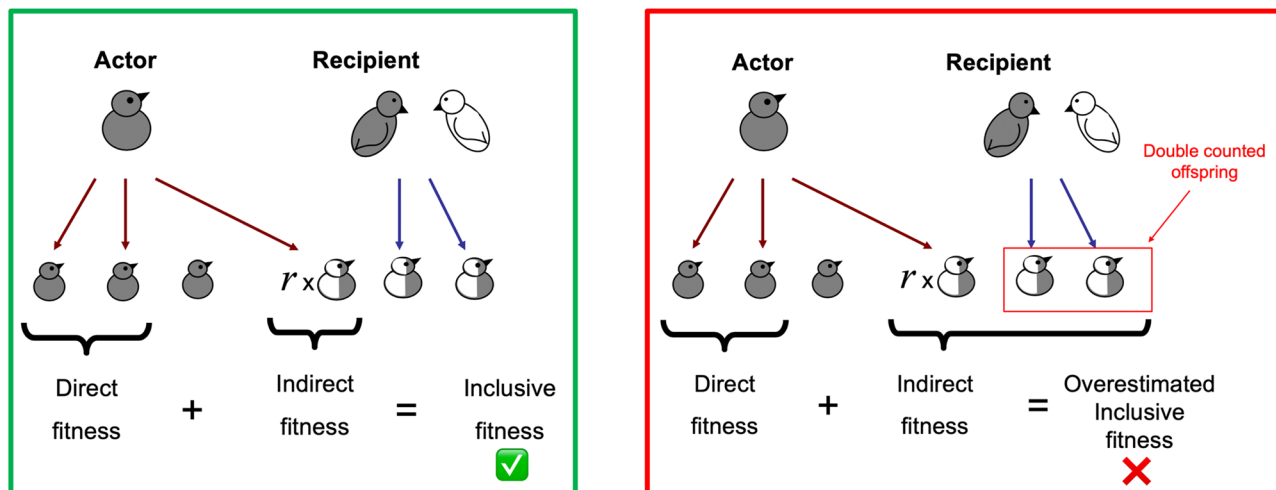 Actor Recipient
r x
Direct
fitness
+
Indirect
fitness
=
Inclusive
fitness
Actor Recipient
Double counted
offspring
r x
Direct
fitness
+
Indirect
fitness
=
Overestimated
Inclusive
fitness